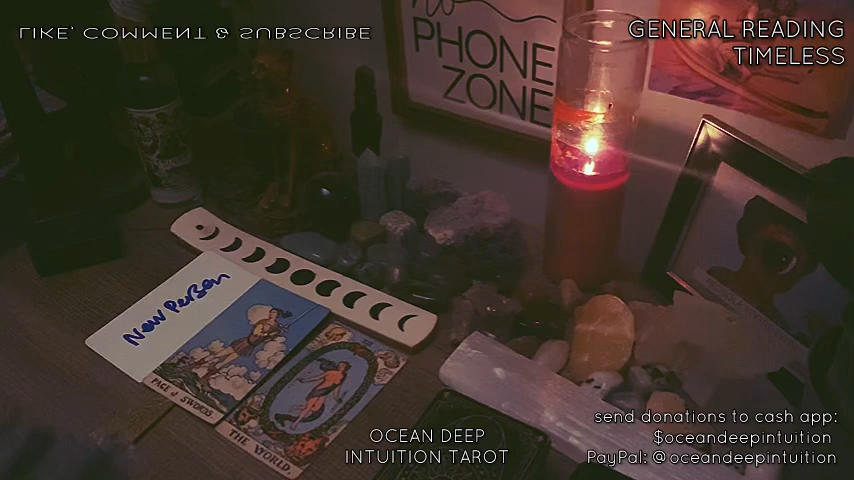 LIKE, COMMENT & SUBSCRIBE
GENERAL READING
TIMELESS
no
PHONE
ZONE
New Person
PAGE of SWORDS.
THE WORLD.
OCEAN DEEP
INTUITION TAROT
send donations to cash app:
$oceandeepintuition
PayPal: @oceandeepintuition